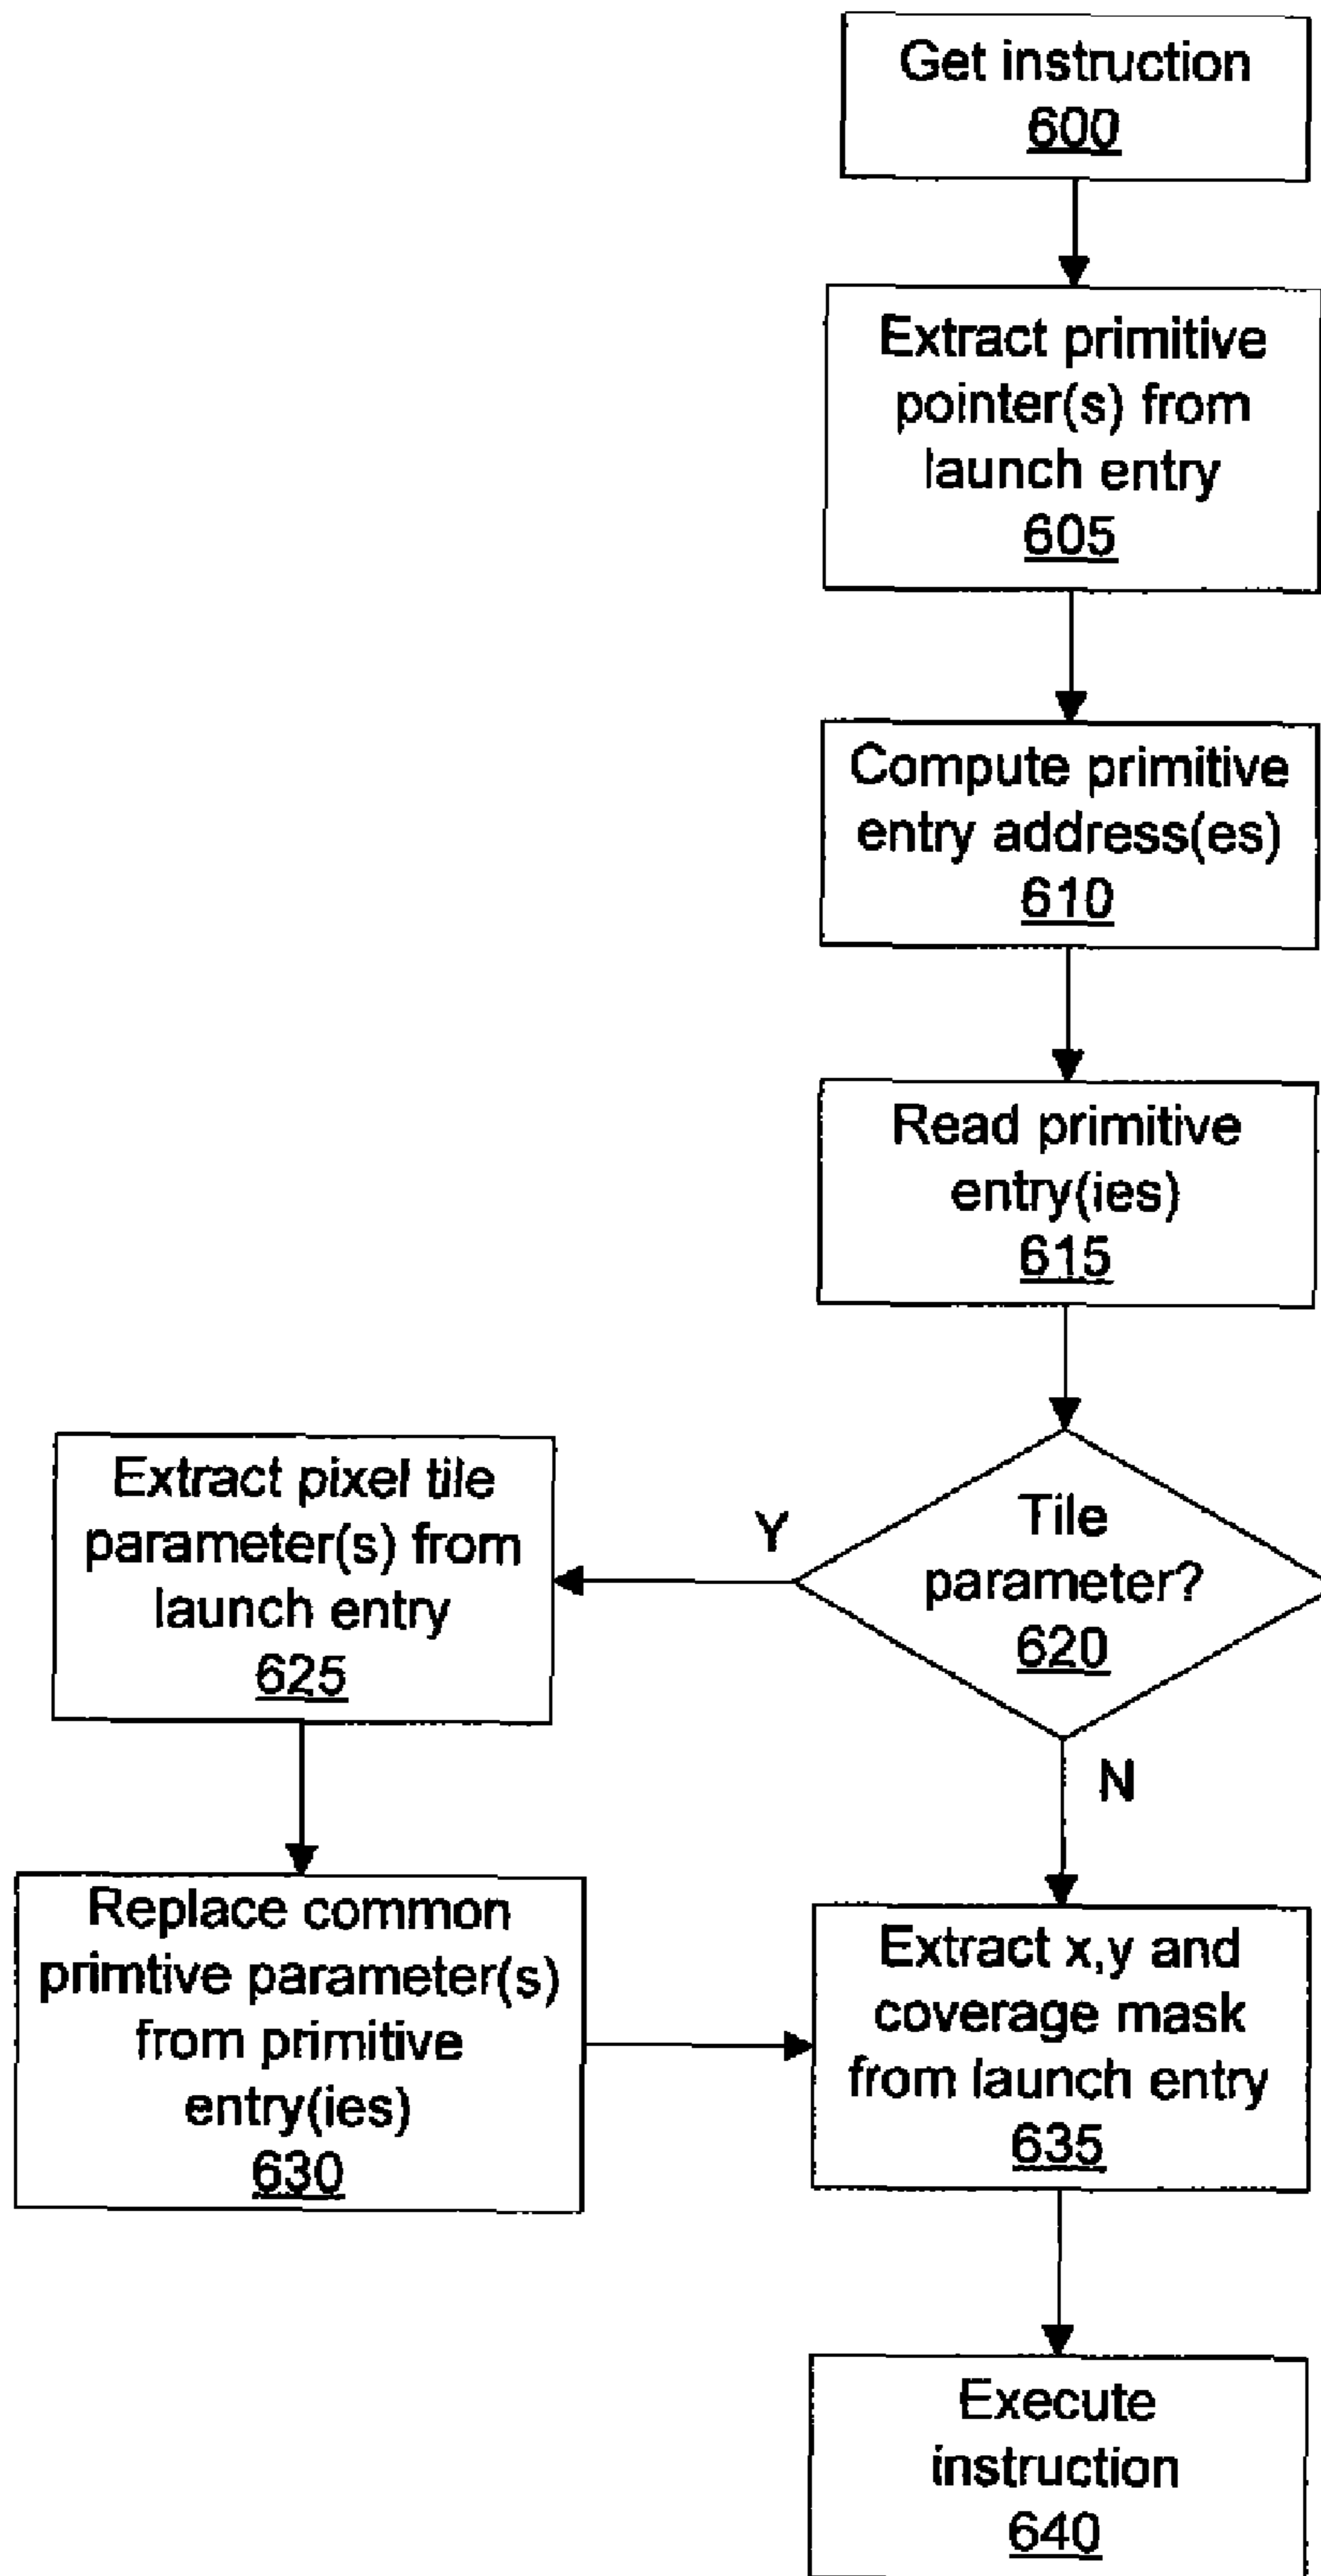 Get instruction
600
Extract primitive
pointer(s) from
launch entry
605
Compute primitive
entry address(es)
610
Read primitive
entry(ies)
615
Tile
parameter?
620
Y
N
Extract pixel tile
parameter(s) from
launch entry
625
Replace common
primtive parameter(s)
from primitive
entry(ies)
630
Extract x,y and
coverage mask
from launch entry
635
Execute
instruction
640